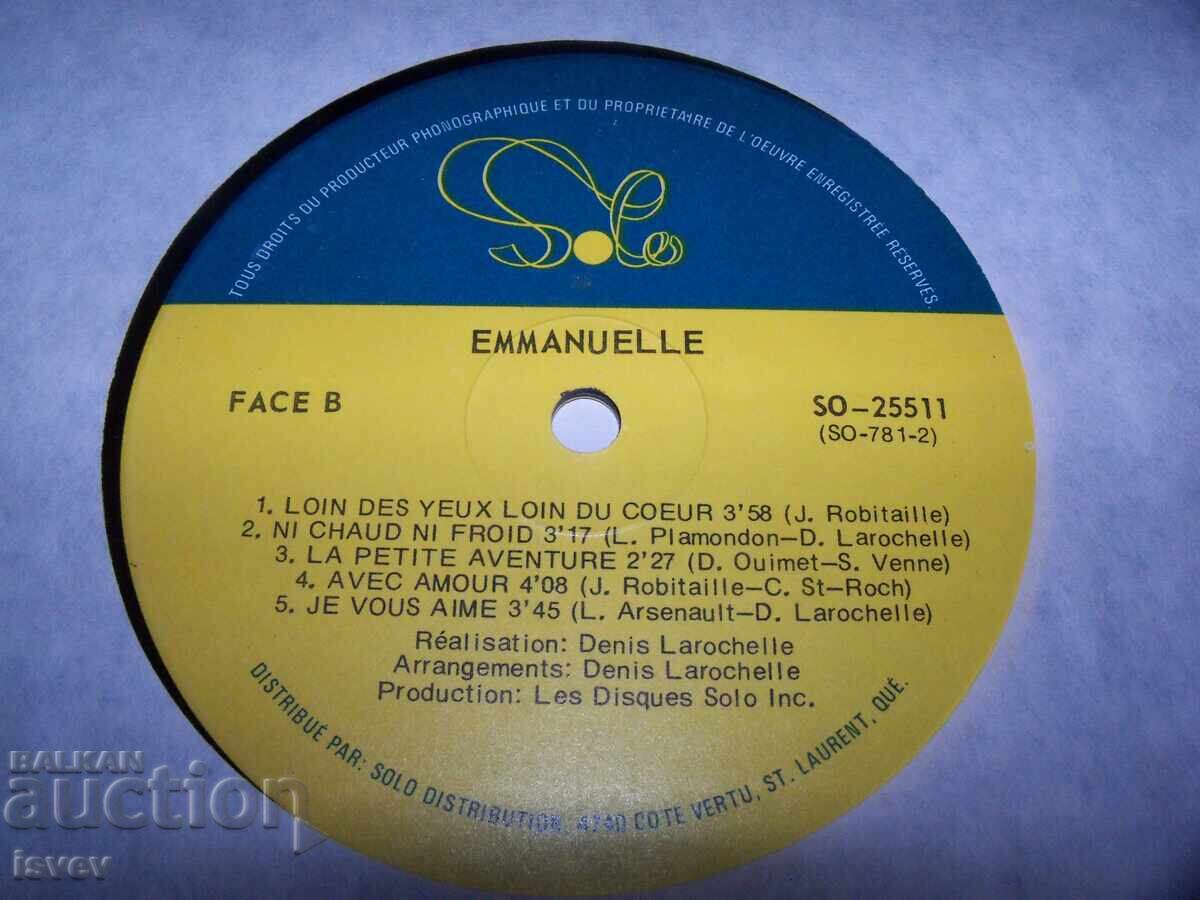 TOUS DROITS DU PRODUCTEUR PHONOGRAPHIQUE ET DU PROPRIETAIRE DE L'OEUVRE ENREGISTRÉE RÉSERVES
Solo
EMMANUELLE
FACE B
SO-25511
(SO-781-2)
1. LOIN DES YEUX LOIN DU COEUR 3'58 (J. Robitaille)
2. NI CHAUD NI FROID 3'17 (L. Plamondon-D. Larochelle)
3. LA PETITE AVENTURE 2'27 (D. Ouimet-S. Venne)
4. AVEC AMOUR 4'08 (J. Robitaille-C. St-Roch)
5. JE VOUS AIME 3'45 (L. Arsenault-D. Larochelle)
Réalisation: Denis Larochelle
Arrangements: Denis Larochelle
Production: Les Disques Solo Inc.
DISTRIBUÉ PAR: SOLO DISTRIBUTION, 4740 COTE VERTU, ST. LAURENT, QUÉ.
BALKAN
auction
isvev